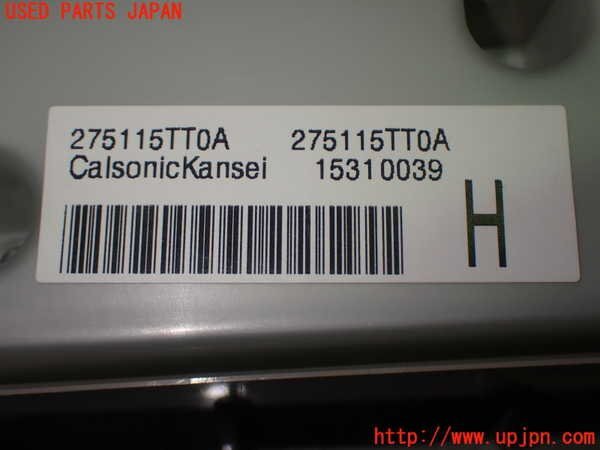 USED PARTS JAPAN
275115TT0A 275115TT0A
CalsonicKansei 15310039
H
http://www.upjpn.com/